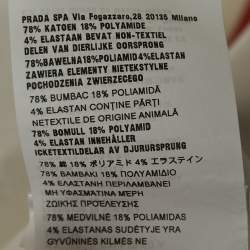 PRADA SPA Via Fogazzaro,28 20135 Milano
78% KATOEN 18% POLYAMIDE
4% ELASTAAN BEVAT NON-TEXTIEL
DELEN VAN DIERLIJKE OORSPRONG
78%BAWEŁNA18%POLIAMID4%ELASTAN
ZAWIERA ELEMENTY NIETEKSTYLNE
POCHODZENIA ZWIERZECEGO
78% BUMBAC 18% POLIAMIDĂ
4% ELASTAN CONȚINE PĂRȚI
NETEXTILE DE ORIGINE ANIMALĂ
78% BOMULL 18% POLYAMID
4% ELASTAN INNEHÅLLER
ICKETEXTILDELAR AV DJURURSPRUNG
78% 綿 18% ポリアミド 4% エラステイン
78% ΒΑΜΒΑΚΙ 18% ΠΟΛΥΑΜΙΔΙΟ
4% ΕΛΑΣΤΑΝΗ ΠΕΡΙΛΑΜΒΑΝΕΙ
ΜΗ ΥΦΑΣΜΑΤΙΝΑ ΜΕΡΗ
ΖΩΙΚΗΣ ΠΡΟΕΛΕΥΣΗΣ
78% MEDVILNĖ 18% POLIAMIDAS
4% ELASTANAS SUDĖTYJE YRA
GYVŪNINĖS KILMĖS NE